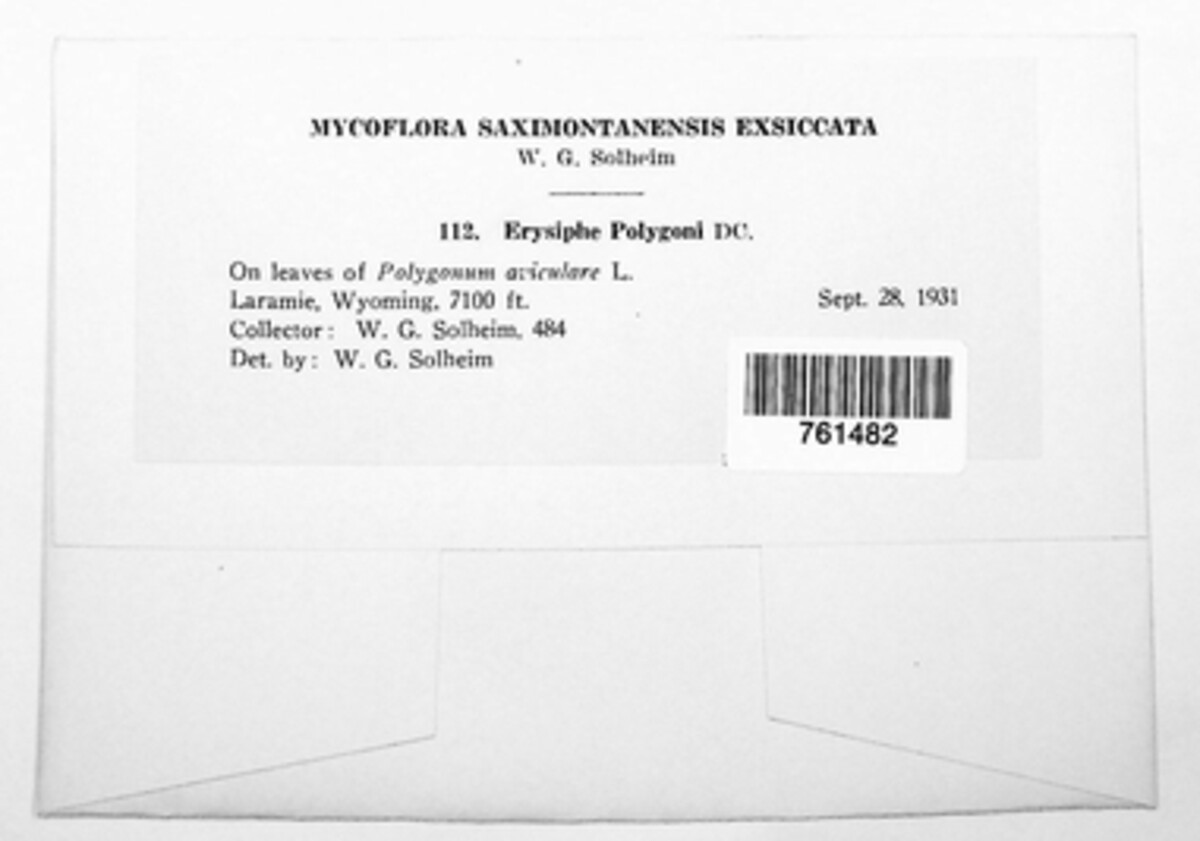 MYCOFLORA SAXIMONTANENSIS EXSICCATA
W. G. Solheim
112. Erysiphe Polygoni DC.
On leaves of Polygonum aviculare L.
Laramie, Wyoming, 7100 ft. Sept. 28, 1931
Collector: W. G. Solheim, 484
Det. by: W. G. Solheim
761482